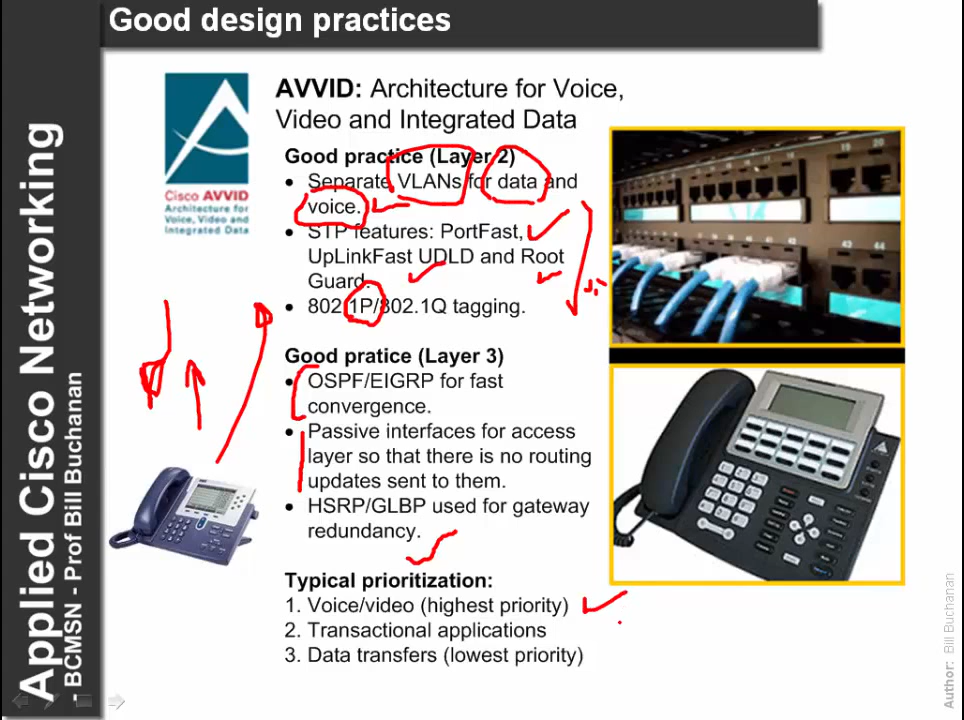 Good design practices
AVVID: Architecture for Voice,
Video and Integrated Data
Cisco AVVID
Architecture for
Voice, Video and
Integrated Data
Good practice (Layer 2)
• Separate VLANs for data and
voice.
• STP features: PortFast,
UpLinkFast UDLD and Root
Guard.
• 802.1P/802.1Q tagging.
Good pratice (Layer 3)
• OSPF/EIGRP for fast
convergence.
• Passive interfaces for access
layer so that there is no routing
updates sent to them.
• HSRP/GLBP used for gateway
redundancy.
Typical prioritization:
1. Voice/video (highest priority)
2. Transactional applications
3. Data transfers (lowest priority)
Applied Cisco Networking
- BCMSN - Prof Bill Buchanan
Author: Bill Buchanan
19 20
43 44